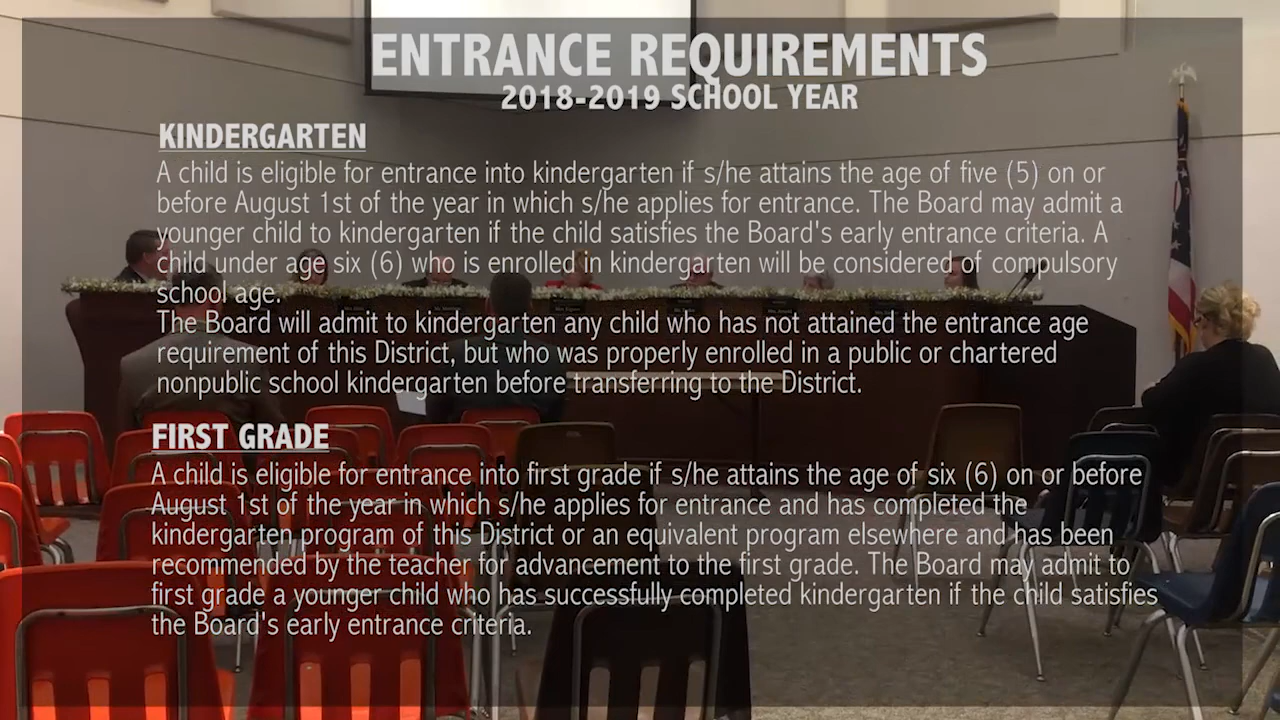 ENTRANCE REQUIREMENTS
2018-2019 SCHOOL YEAR
KINDERGARTEN
A child is eligible for entrance into kindergarten if s/he attains the age of five (5) on or
before August 1st of the year in which s/he applies for entrance. The Board may admit a
younger child to kindergarten if the child satisfies the Board's early entrance criteria. A
child under age six (6) who is enrolled in kindergarten will be considered of compulsory
school age.
The Board will admit to kindergarten any child who has not attained the entrance age
requirement of this District, but who was properly enrolled in a public or chartered
nonpublic school kindergarten before transferring to the District.
FIRST GRADE
A child is eligible for entrance into first grade if s/he attains the age of six (6) on or before
August 1st of the year in which s/he applies for entrance and has completed the
kindergarten program of this District or an equivalent program elsewhere and has been
recommended by the teacher for advancement to the first grade. The Board may admit to
first grade a younger child who has successfully completed kindergarten if the child satisfies
the Board's early entrance criteria.